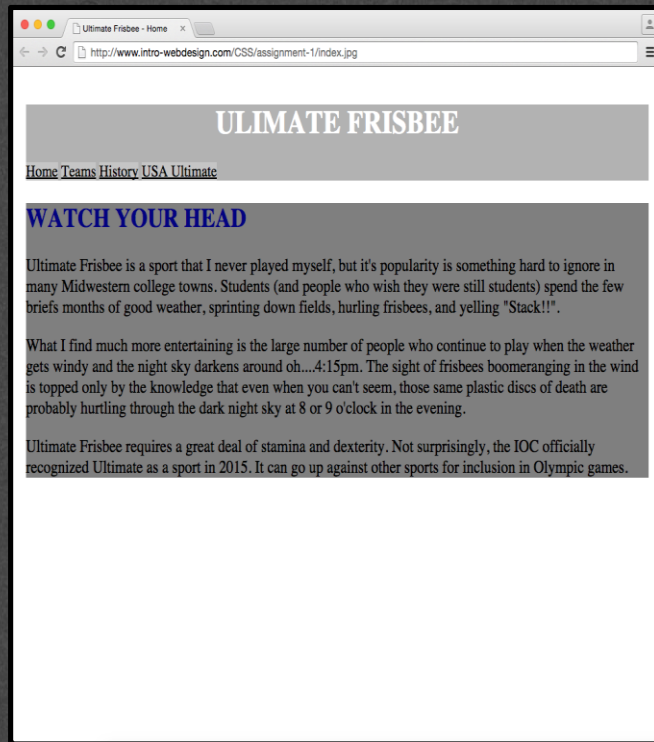 Ultimate Frisbee - Home
http://www.intro-webdesign.com/CSS/assignment-1/index.jpg
ULIMATE FRISBEE
Home Teams History USA Ultimate
WATCH YOUR HEAD
Ultimate Frisbee is a sport that I never played myself, but it's popularity is something hard to ignore in
many Midwestern college towns. Students (and people who wish they were still students) spend the few
briefs months of good weather, sprinting down fields, hurling frisbees, and yelling "Stack!!".
What I find much more entertaining is the large number of people who continue to play when the weather
gets windy and the night sky darkens around oh....4:15pm. The sight of frisbees boomeranging in the wind
is topped only by the knowledge that even when you can't seem, those same plastic discs of death are
probably hurtling through the dark night sky at 8 or 9 o'clock in the evening.
Ultimate Frisbee requires a great deal of stamina and dexterity. Not surprisingly, the IOC officially
recognized Ultimate as a sport in 2015. It can go up against other sports for inclusion in Olympic games.